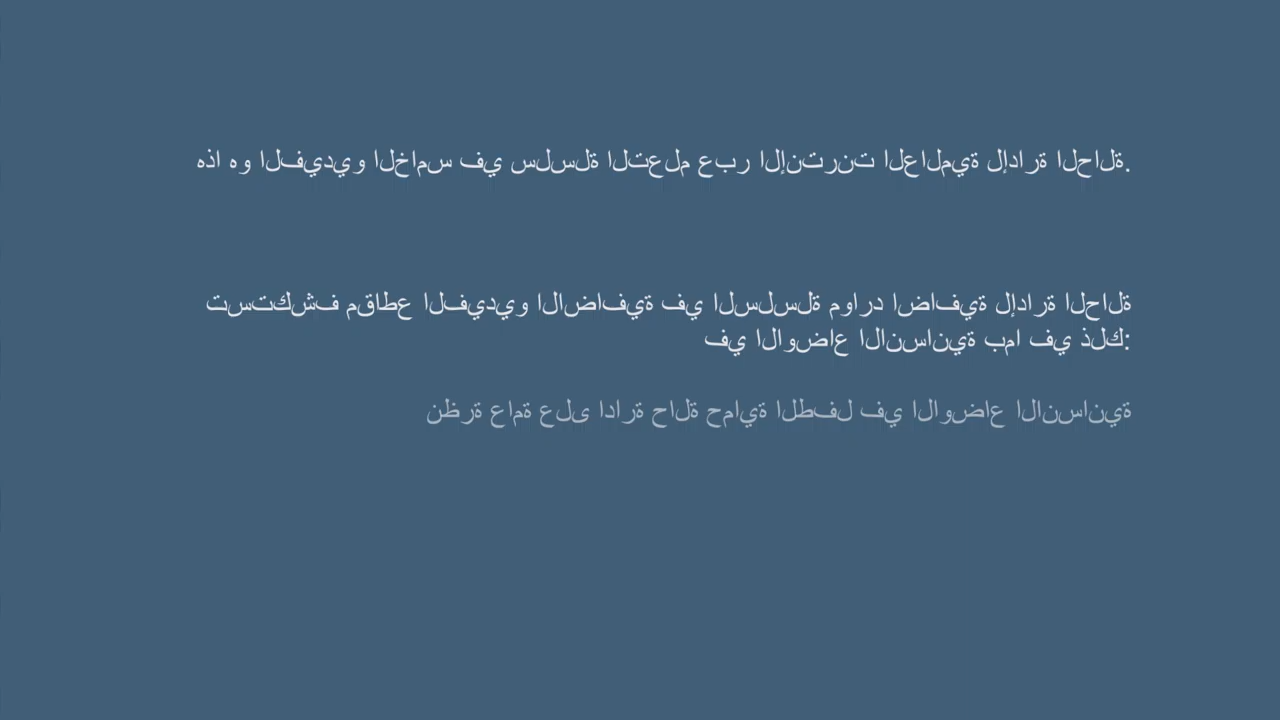 هذا هو الفيديو الخامس في سلسلة التعلم عبر الإنترنت العالمية لإدارة الحالة.
تستكشف مقاطع الفيديو الاضافية في السلسلة موارد اضافية لإدارة الحالة
في الاوضاع الانسانية بما في ذلك:
نظرة عامة على ادارة حالة حماية الطفل في الاوضاع الانسانية